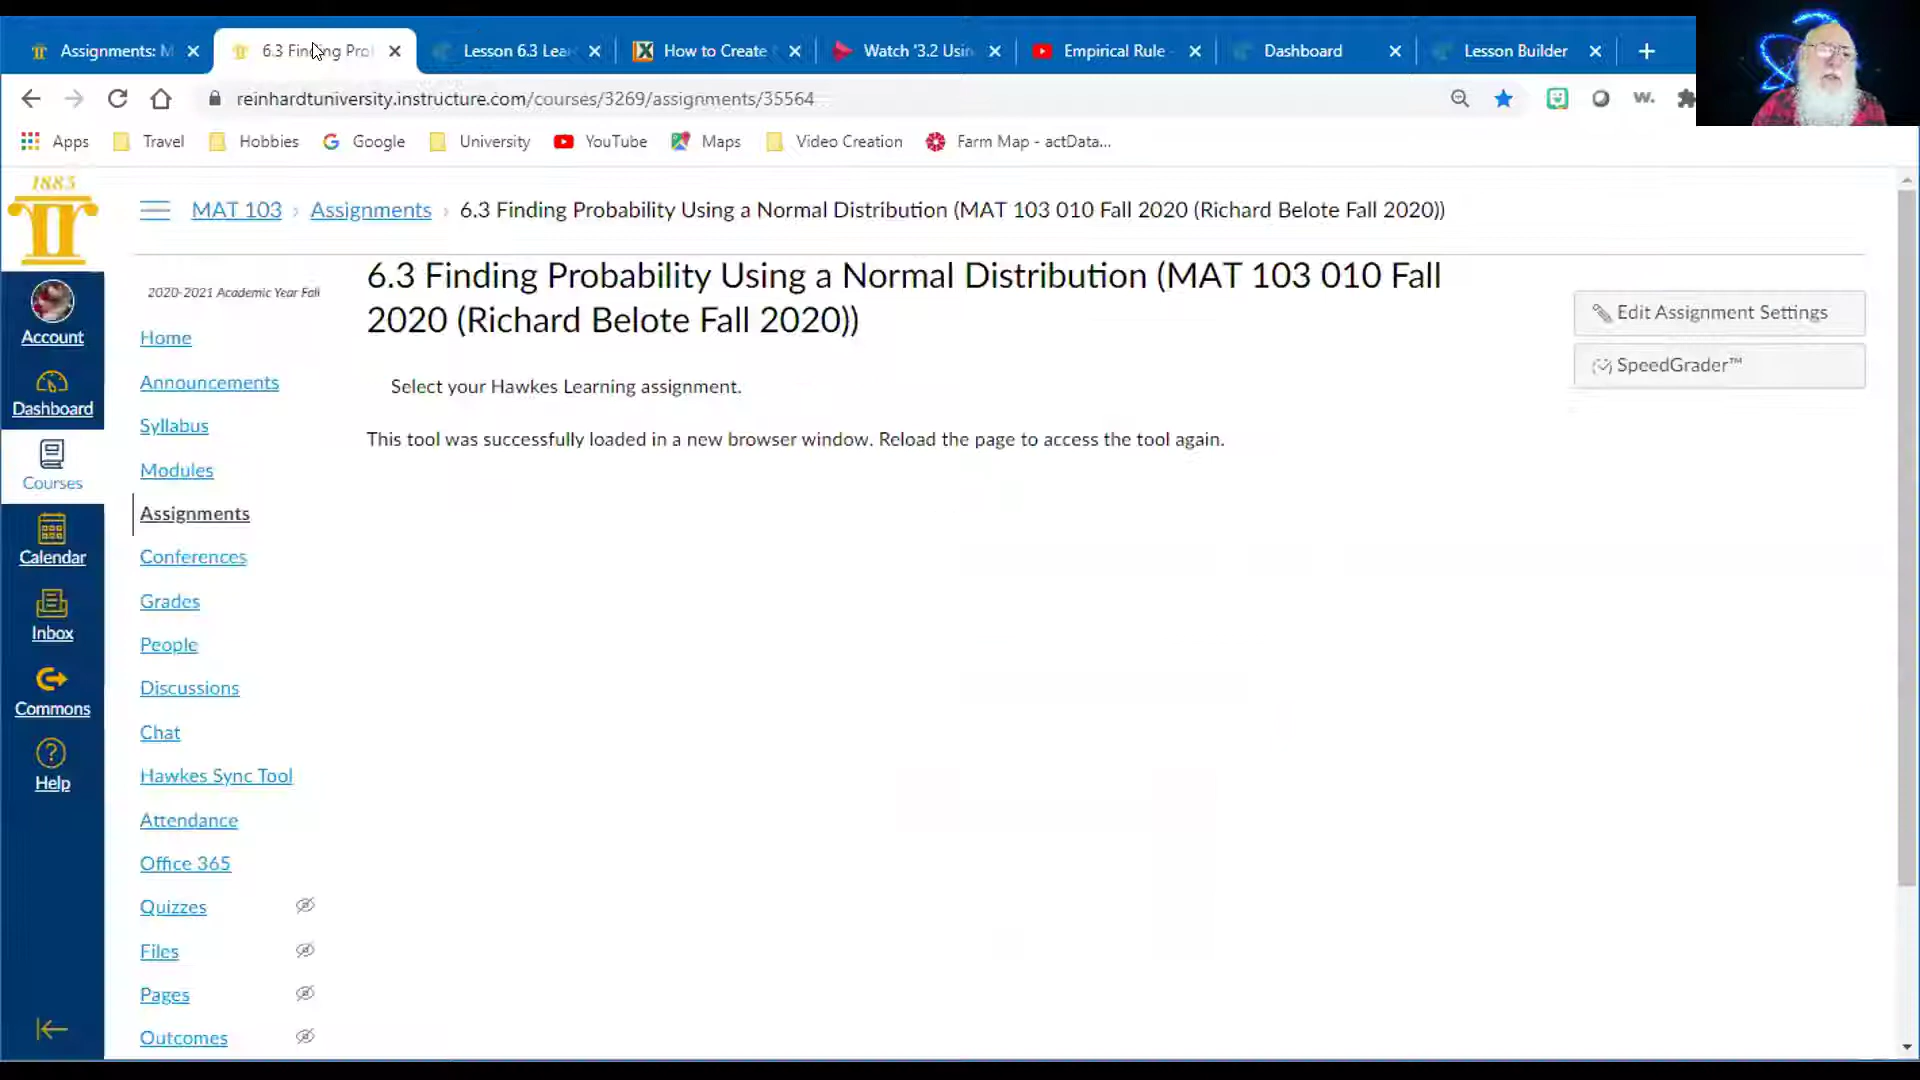 Assignments: M
6.3 Finding Pro
Lesson 6.3 Lea
How to Create
Watch '3.2 Usin
Empirical Rule
Dashboard
Lesson Builder
reinhardtuniversity.instructure.com/courses/3269/assignments/35564
w.
Apps
Travel
Hobbies
Google
University
YouTube
Maps
Video Creation
Farm Map - actData...
1883
MAT 103 › Assignments › 6.3 Finding Probability Using a Normal Distribution (MAT 103 010 Fall 2020 (Richard Belote Fall 2020))
Account
Dashboard
Courses
Calendar
Inbox
Commons
Help
2020-2021 Academic Year Fall
Home
Announcements
Syllabus
Modules
Assignments
Conferences
Grades
People
Discussions
Chat
Hawkes Sync Tool
Attendance
Office 365
Quizzes
Files
Pages
Outcomes
6.3 Finding Probability Using a Normal Distribution (MAT 103 010 Fall
2020 (Richard Belote Fall 2020))
Select your Hawkes Learning assignment.
This tool was successfully loaded in a new browser window. Reload the page to access the tool again.
Edit Assignment Settings
SpeedGrader™